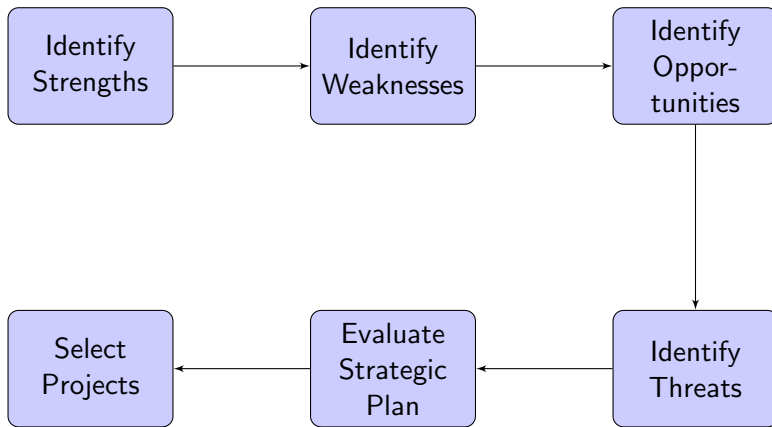 Identify
Strengths
Identify
Weaknesses
Identify
Oppor-
tunities
Select
Projects
Evaluate
Strategic
Plan
Identify
Threats